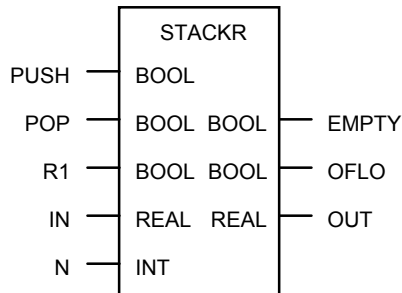 STACKR
PUSH BOOL
POP BOOL BOOL EMPTY
R1 BOOL BOOL OFLO
IN REAL REAL OUT
N INT